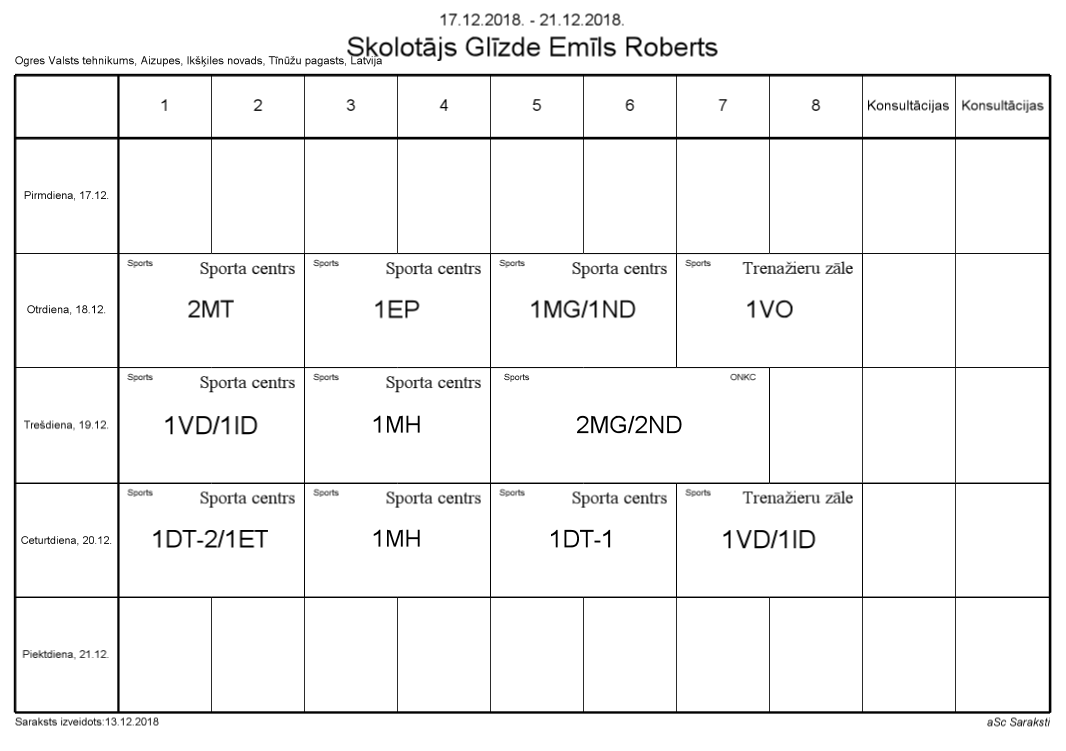 17.12.2018. - 21.12.2018.
Skolotājs Glīzde Emīls Roberts
Ogres Valsts tehnikums, Aizupes, Ikšķiles novads, Tīnūžu pagasts, Latvija
1 2 3 4 5 6 7 8 Konsultācijas Konsultācijas
Pirmdiena, 17.12.
Sports Sporta centrs Sports Sporta centrs Sports Sporta centrs Sports Trenažieru zāle
Otrdiena, 18.12. 2MT 1EP 1MG/1ND 1VO
Sports Sporta centrs Sports Sporta centrs Sports ONKC
Trešdiena, 19.12. 1VD/1ID 1MH 2MG/2ND
Sports Sporta centrs Sports Sporta centrs Sports Sporta centrs Sports Trenažieru zāle
Ceturtdiena, 20.12. 1DT-2/1ET 1MH 1DT-1 1VD/1ID
Piektdiena, 21.12.
Saraksts izveidots:13.12.2018 aSc Saraksti